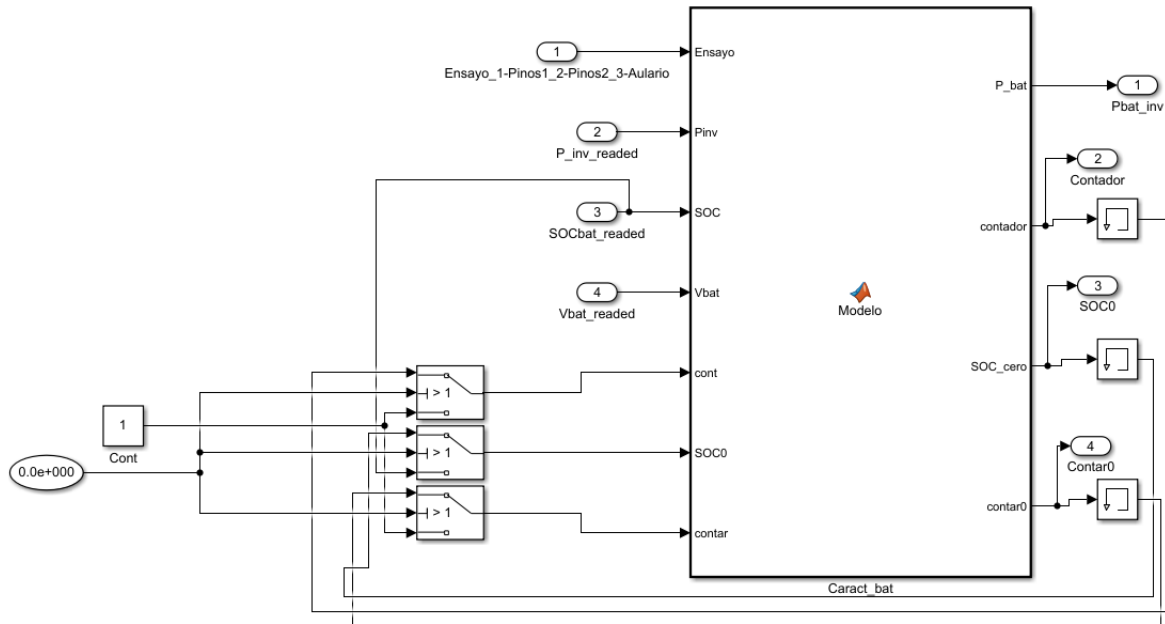 1
Ensayo_1-Pinos1_2-Pinos2_3-Aulario
Ensayo
2
P_inv_readed
Pinv
3
SOCbat_readed
SOC
4
Vbat_readed
Vbat
1
Cont
0.0e+000
> 1
> 1
> 1
cont
SOC0
contar
Modelo
Caract_bat
P_bat
1
Pbat_inv
2
Contador
contador
3
SOC0
SOC_cero
4
Contar0
contar0